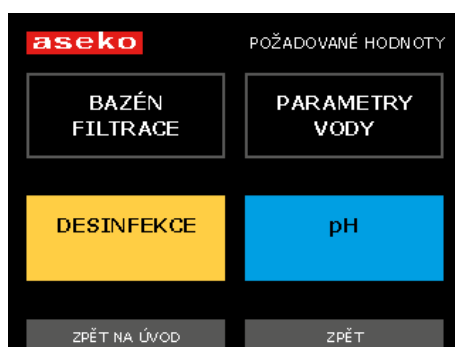 aseko
POŽADOVANÉ HODNOTY
BAZÉN
FILTRACE
PARAMETRY
VODY
DESINFEKCE
pH
ZPĚT NA ÚVOD
ZPĚT